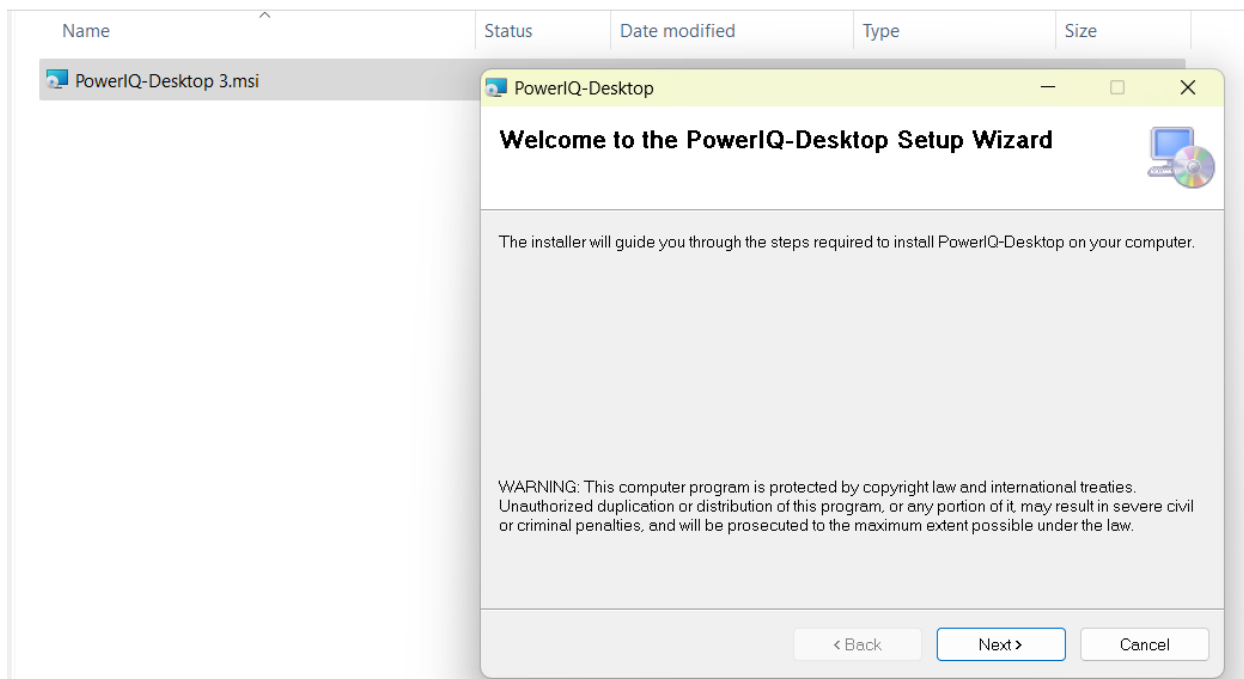 Name Status Date modified Type Size
PowerIQ-Desktop 3.msi
PowerIQ-Desktop
Welcome to the PowerIQ-Desktop Setup Wizard
The installer will guide you through the steps required to install PowerIQ-Desktop on your computer.
WARNING: This computer program is protected by copyright law and international treaties.
Unauthorized duplication or distribution of this program, or any portion of it, may result in severe civil
or criminal penalties, and will be prosecuted to the maximum extent possible under the law.
< Back Next > Cancel